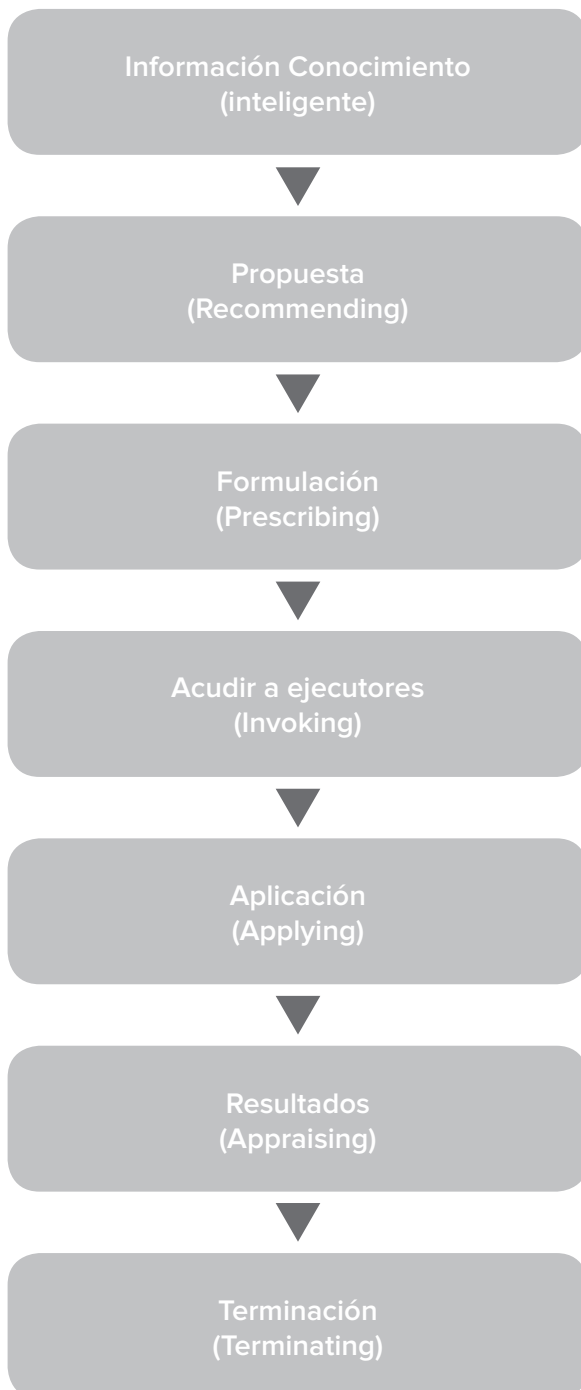 Información Conocimiento
(inteligente)
Propuesta
(Recommending)
Formulación
(Prescribing)
Acudir a ejecutores
(Invoking)
Aplicación
(Applying)
Resultados
(Appraising)
Terminación
(Terminating)